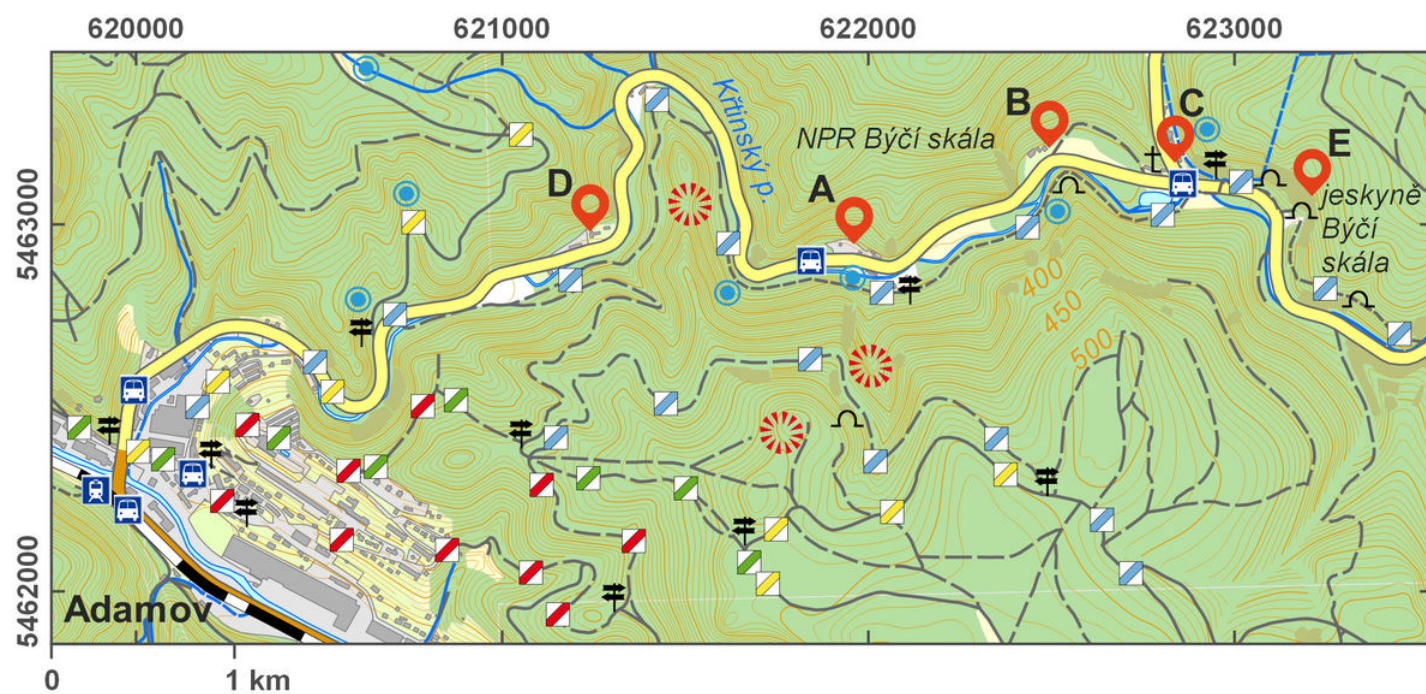 620000 621000 622000 623000
Křtinský p.
B
C
NPR Býčí skála
E
D
A
jeskyně
Býčí
skála
5463000
400
450
500
5462000
Adamov
0 1 km